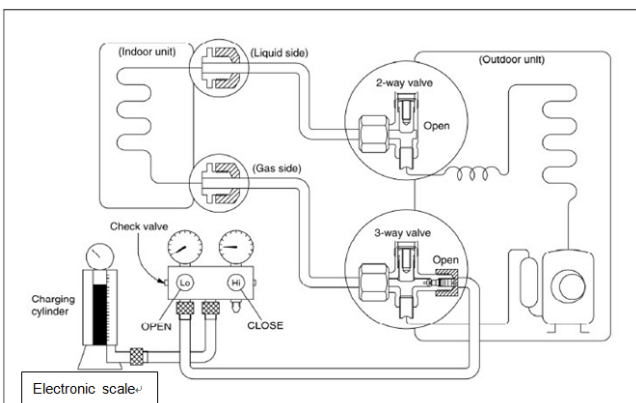 (Indoor unit)
(Liquid side)
(Outdoor unit)
2-way valve
Open
(Gas side)
3-way valve
Open
Check valve
Lo
Hi
Charging
cylinder
OPEN
CLOSE
Electronic scale↵